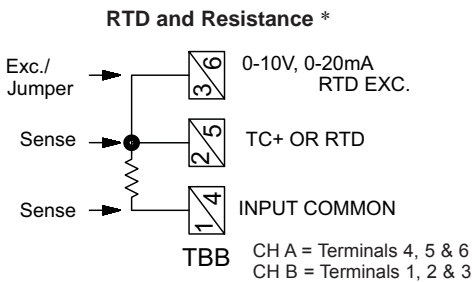 RTD and Resistance *
Exc./
Jumper
3 6
0-10V, 0-20mA
RTD EXC.
Sense
2 5
TC+ OR RTD
Sense
1 4
INPUT COMMON
TBB
CH A = Terminals 4, 5 & 6
CH B = Terminals 1, 2 & 3